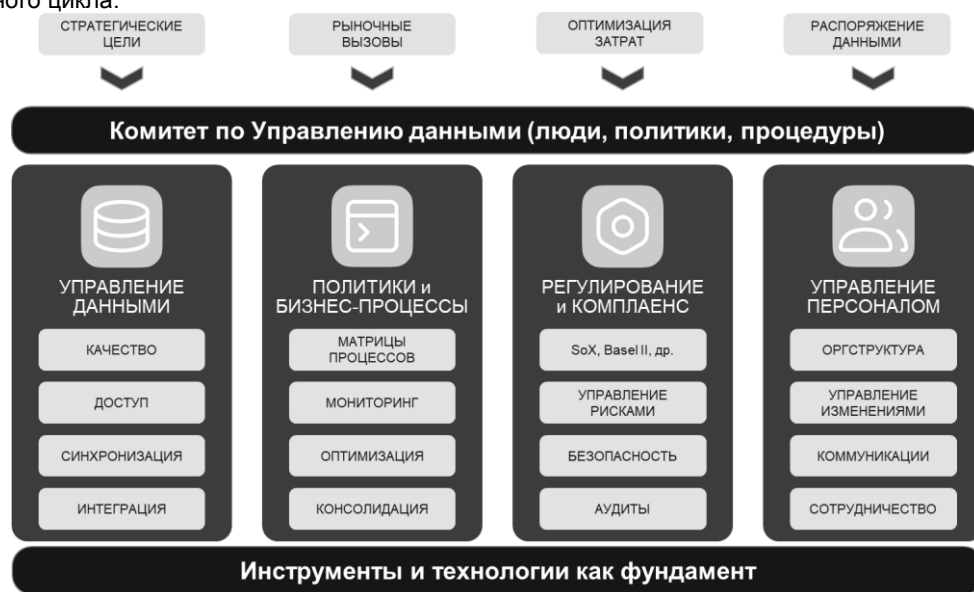 ного цикла.
СТРАТЕГИЧЕСКИЕ
ЦЕЛИ
РЫНОЧНЫЕ
ВЫЗОВЫ
ОПТИМИЗАЦИЯ
ЗАТРАТ
РАСПОРЯЖЕНИЕ
ДАННЫМИ
Комитет по Управлению данными (люди, политики, процедуры)
УПРАВЛЕНИЕ
ДАННЫМИ
КАЧЕСТВО
ДОСТУП
СИНХРОНИЗАЦИЯ
ИНТЕГРАЦИЯ
ПОЛИТИКИ и
БИЗНЕС-ПРОЦЕССЫ
МАТРИЦЫ
ПРОЦЕССОВ
МОНИТОРИНГ
ОПТИМИЗАЦИЯ
КОНСОЛИДАЦИЯ
РЕГУЛИРОВАНИЕ
и КОМПЛАЕНС
SoX, Basel II, др.
УПРАВЛЕНИЕ
РИСКАМИ
БЕЗОПАСНОСТЬ
АУДИТЫ
УПРАВЛЕНИЕ
ПЕРСОНАЛОМ
ОРГСТРУКТУРА
УПРАВЛЕНИЕ
ИЗМЕНЕНИЯМИ
КОММУНИКАЦИИ
СОТРУДНИЧЕСТВО
Инструменты и технологии как фундамент